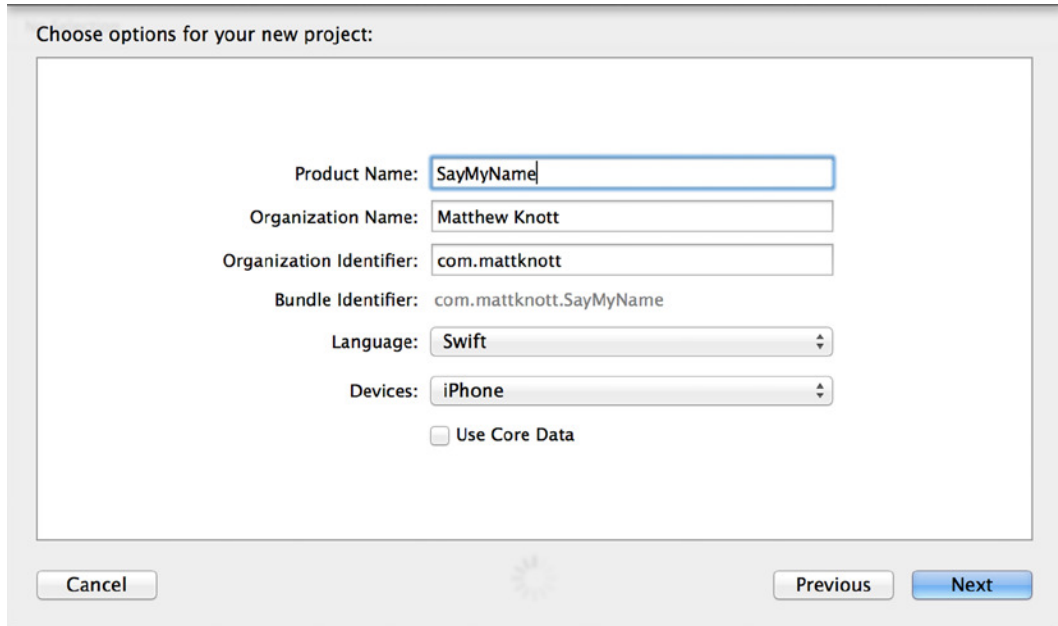 Choose options for your new project:
Product Name: SayMyName
Organization Name: Matthew Knott
Organization Identifier: com.mattknott
Bundle Identifier: com.mattknott.SayMyName
Language: Swift
Devices: iPhone
Use Core Data
Cancel Previous Next